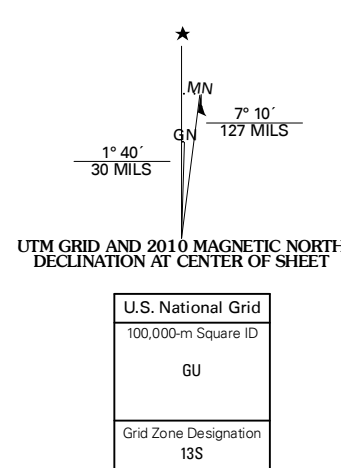 ★
MN
7° 10´
127 MILS
GN
1° 40´
30 MILS
UTM GRID AND 2010 MAGNETIC NORTH
DECLINATION AT CENTER OF SHEET
U.S. National Grid
100,000-m Square ID
GU
Grid Zone Designation
13S